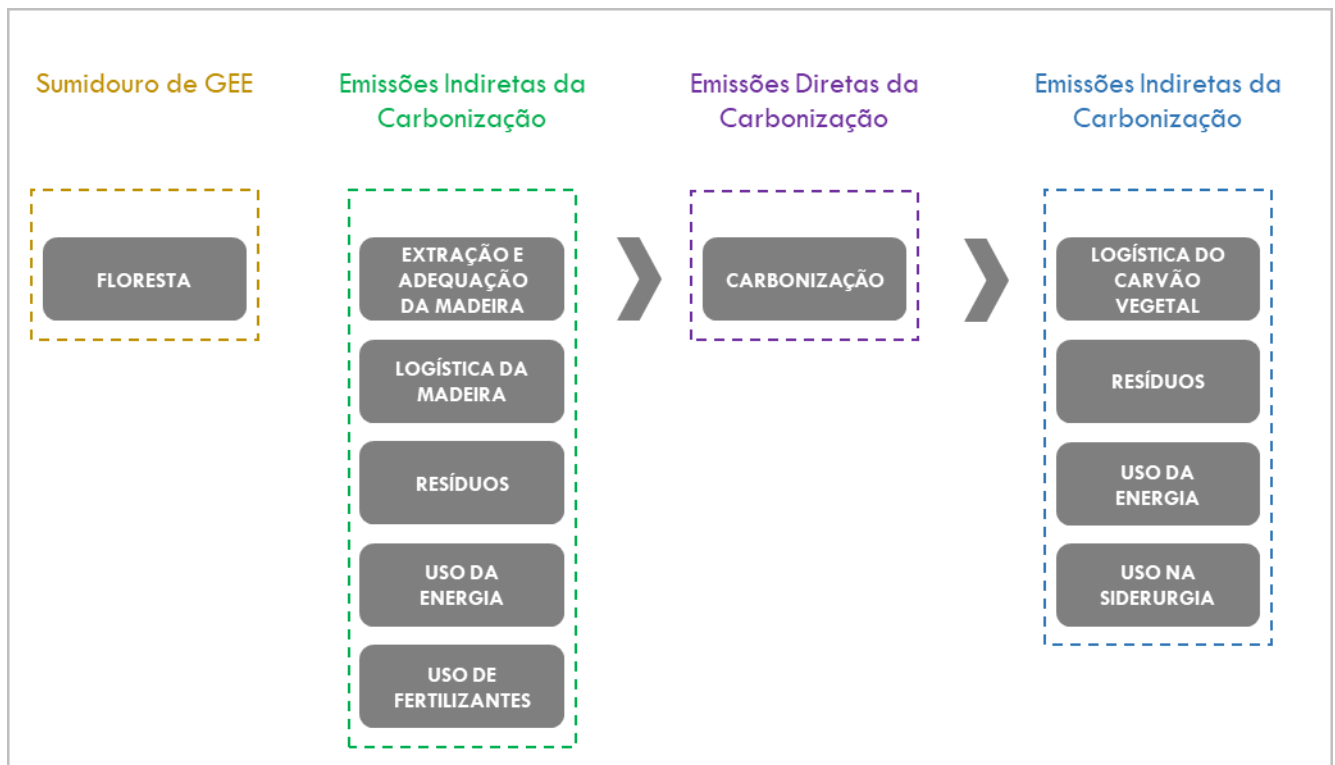 Sumidouro de GEE
Emissões Indiretas da
Carbonização
Emissões Diretas da
Carbonização
Emissões Indiretas da
Carbonização
FLORESTA
EXTRAÇÃO E
ADEQUAÇÃO
DA MADEIRA
LOGÍSTICA DA
MADEIRA
RESÍDUOS
USO DA
ENERGIA
USO DE
FERTILIZANTES
CARBONIZAÇÃO
LOGÍSTICA DO
CARVÃO
VEGETAL
RESÍDUOS
USO DA
ENERGIA
USO NA
SIDERURGIA